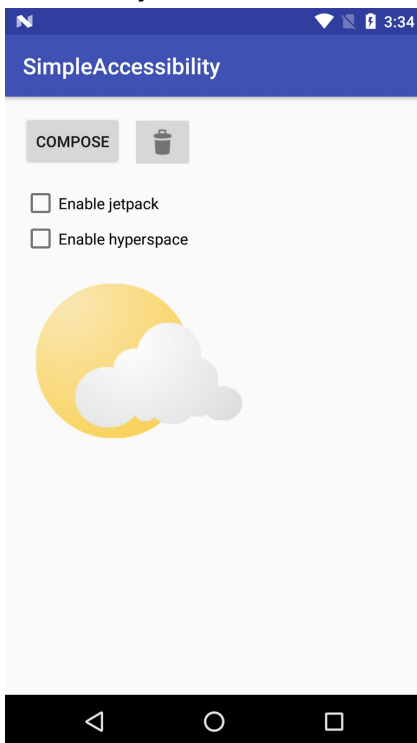 3:34
SimpleAccessibility
COMPOSE
Enable jetpack
Enable hyperspace